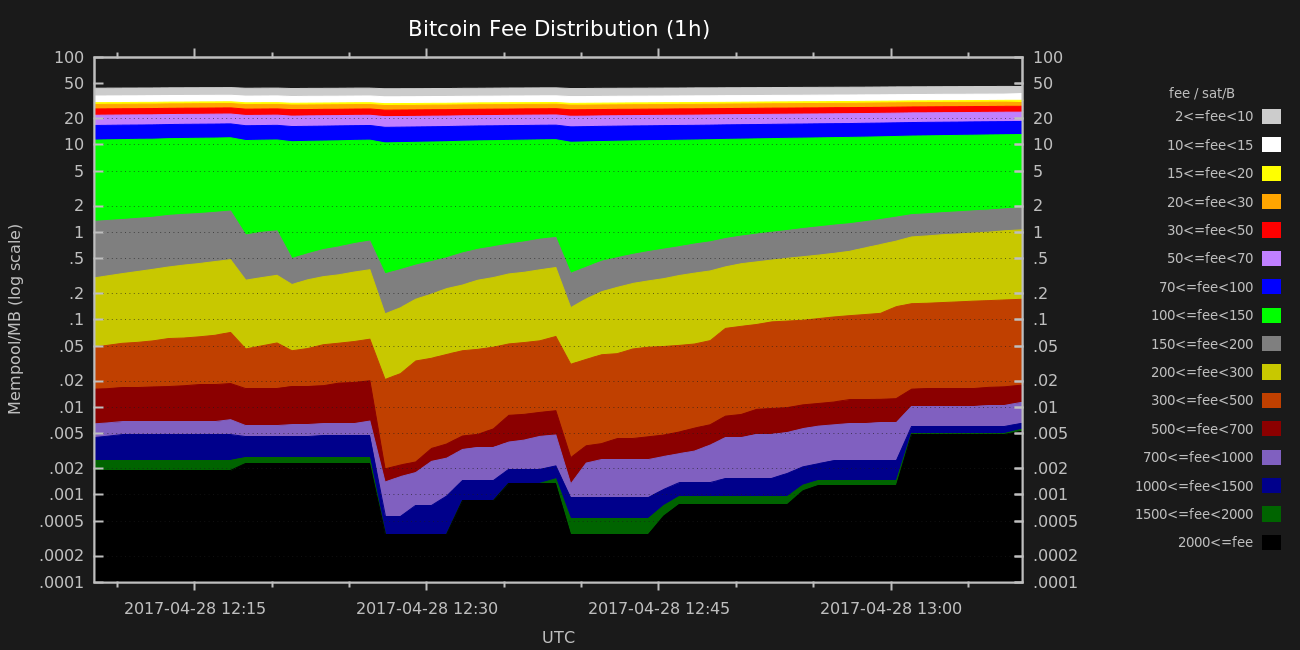 Bitcoin Fee Distribution (1h)
100 100
50 50
20 20
10 10
5 5
2 2
1 1
.5 .5
.2 .2
.1 .1
.05 .05
.02 .02
.01 .01
.005 .005
.002 .002
.001 .001
.0005 .0005
.0002 .0002
.0001 .0001
Mempool/MB (log scale)
2017-04-28 12:15 2017-04-28 12:30 2017-04-28 12:45 2017-04-28 13:00
UTC
fee / sat/B
2<=fee<10
10<=fee<15
15<=fee<20
20<=fee<30
30<=fee<50
50<=fee<70
70<=fee<100
100<=fee<150
150<=fee<200
200<=fee<300
300<=fee<500
500<=fee<700
700<=fee<1000
1000<=fee<1500
1500<=fee<2000
2000<=fee